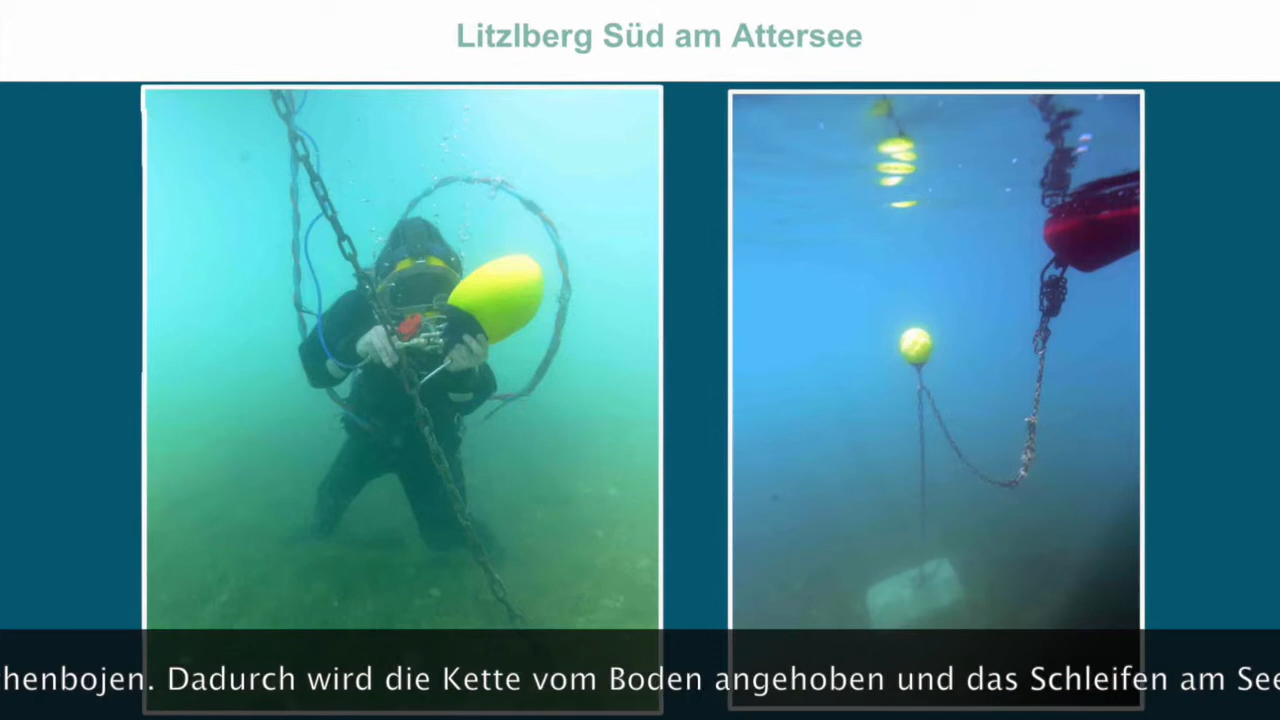 Litzlberg Süd am Attersee
henbojen. Dadurch wird die Kette vom Boden angehoben und das Schleifen am See